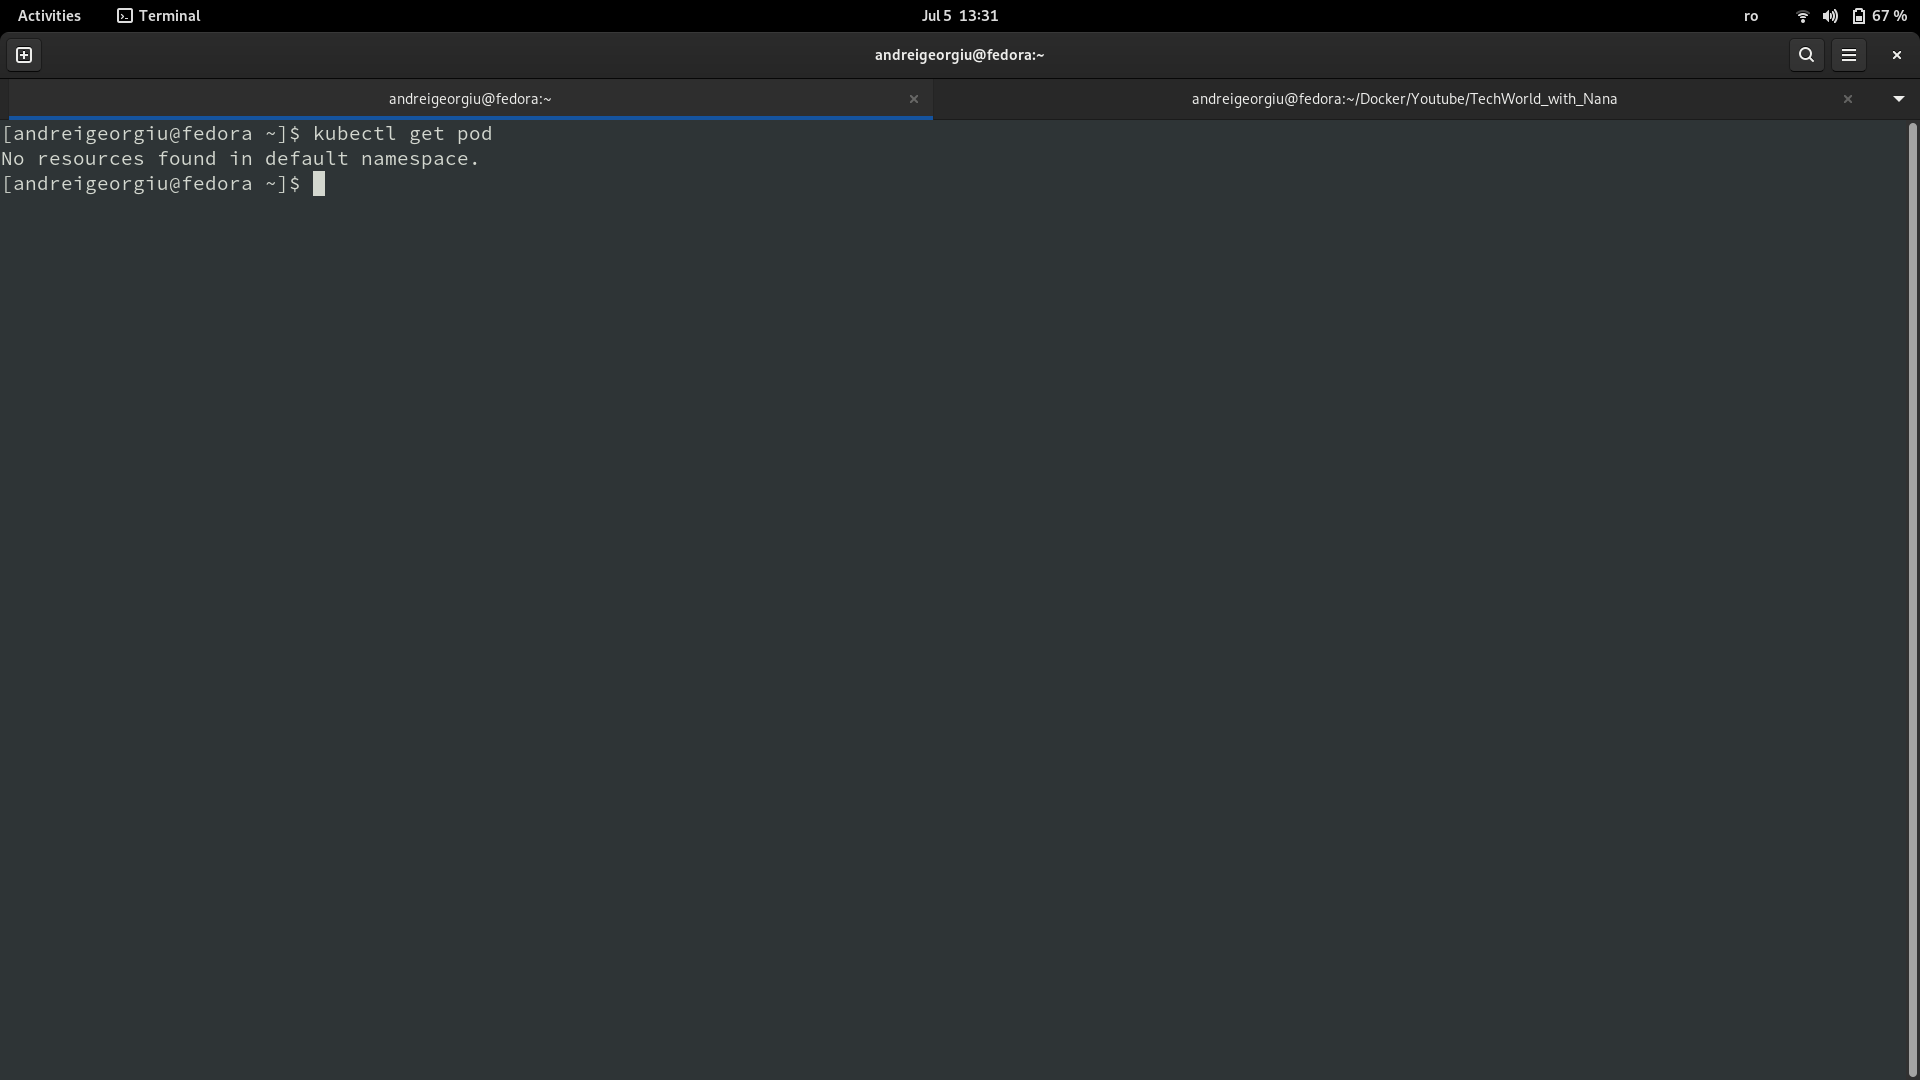 Activities Terminal Jul 5 13:31 ro 67 %
andreigeorgiu@fedora:~
andreigeorgiu@fedora:~ andreigeorgiu@fedora:~/Docker/Youtube/TechWorld_with_Nana
[andreigeorgiu@fedora ~]$ kubectl get pod
No resources found in default namespace.
[andreigeorgiu@fedora ~]$